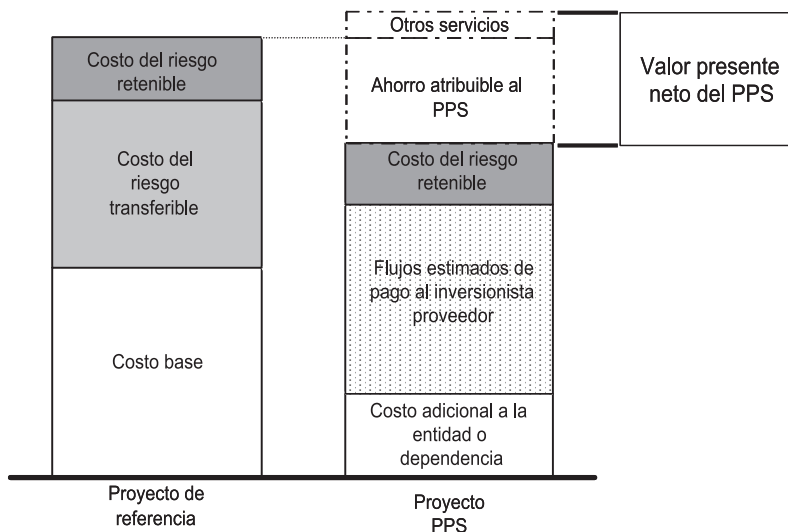 Otros servicios
Costo del riesgo
retenible
Ahorro atribuible al
PPS
Valor presente
neto del PPS
Costo del
riesgo
transferible
Costo del riesgo
retenible
Flujos estimados de
pago al inversionista
proveedor
Costo base
Costo adicional a la
entidad o
dependencia
Proyecto de
referencia
Proyecto
PPS